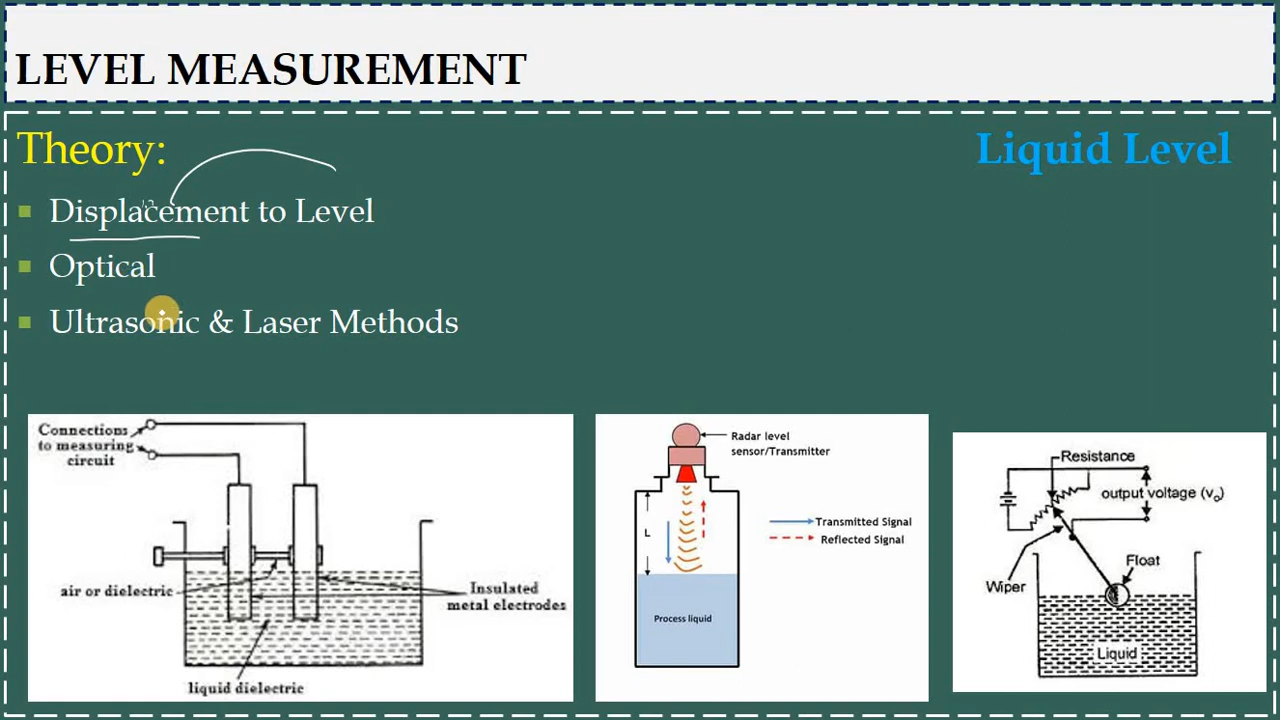 LEVEL MEASUREMENT
Theory:
Liquid Level
Displacement to Level
Optical
Ultrasonic & Laser Methods
Connections
to measuring
circuit
air or dielectric
Insulated
metal electrodes
liquid dielectric
Radar level
sensor/Transmitter
L
Transmitted Signal
Reflected Signal
Process liquid
Resistance
output voltage (vo)
Float
Wiper
Liquid